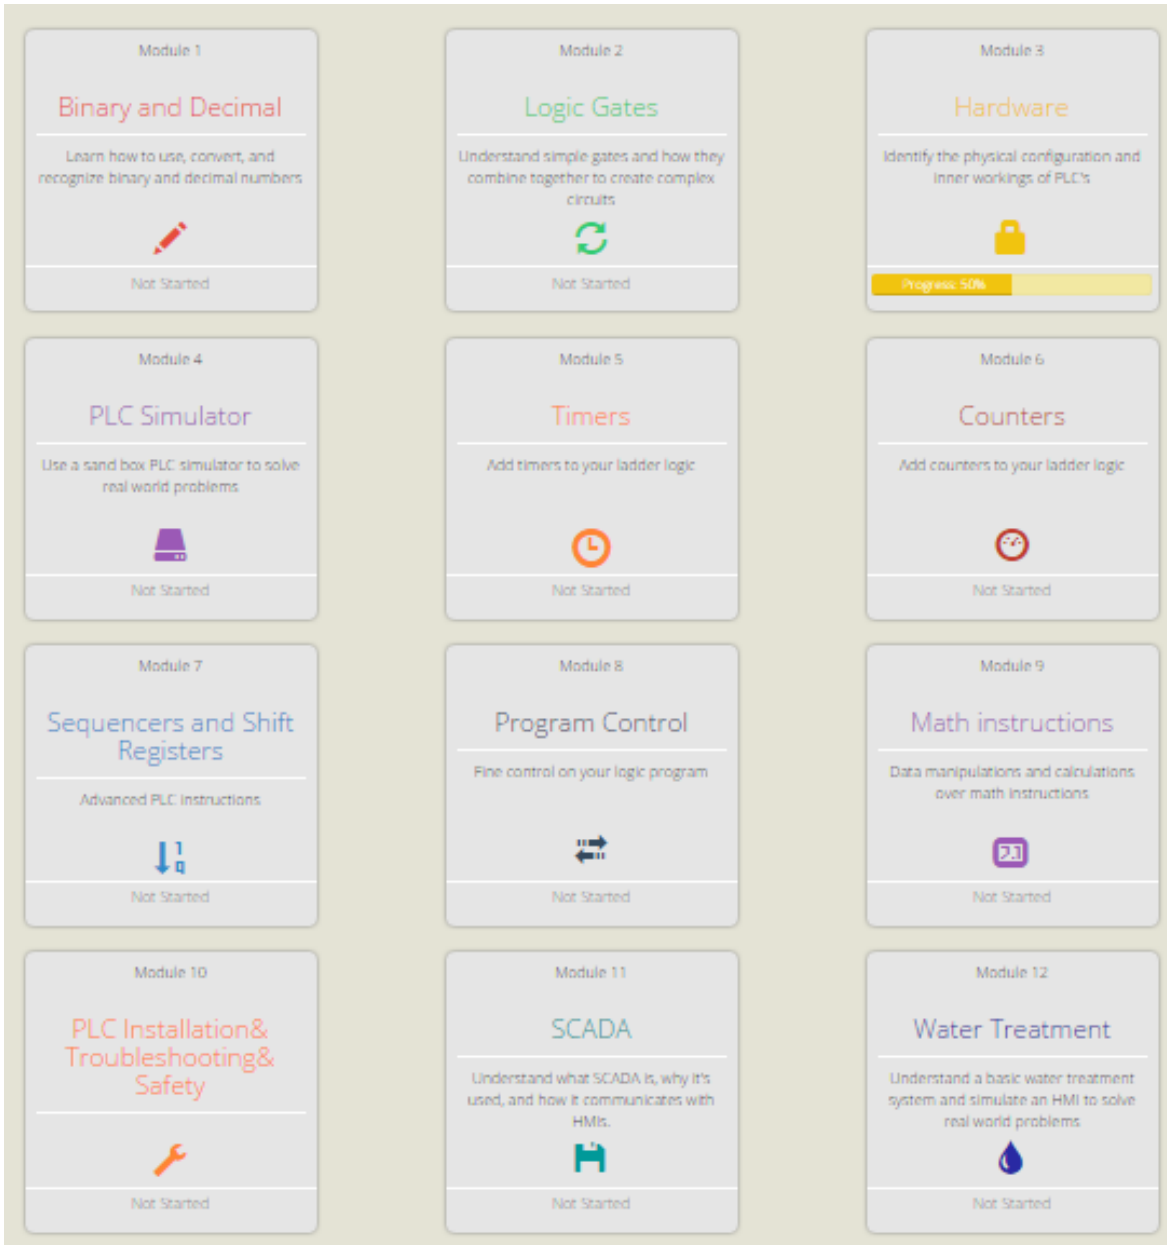 Module 1
Binary and Decimal
Learn how to use, convert, and
recognize binary and decimal numbers
Not Started
Module 2
Logic Gates
Understand simple gates and how they
combine together to create complex
circuits
Not Started
Module 3
Hardware
Identify the physical configuration and
inner workings of PLC's
Progress: 50%
Module 4
PLC Simulator
Use a sand box PLC simulator to solve
real world problems
Not Started
Module 5
Timers
Add timers to your ladder logic
Not Started
Module 6
Counters
Add counters to your ladder logic
Not Started
Module 7
Sequencers and Shift
Registers
Advanced PLC instructions
Not Started
Module 8
Program Control
Fine control on your logic program
Not Started
Module 9
Math instructions
Data manipulations and calculations
over math instructions
Not Started
Module 10
PLC Installation&
Troubleshooting&
Safety
Not Started
Module 11
SCADA
Understand what SCADA is, why it's
used, and how it communicates with
HMIs.
Not Started
Module 12
Water Treatment
Understand a basic water treatment
system and simulate an HMI to solve
real world problems
Not Started